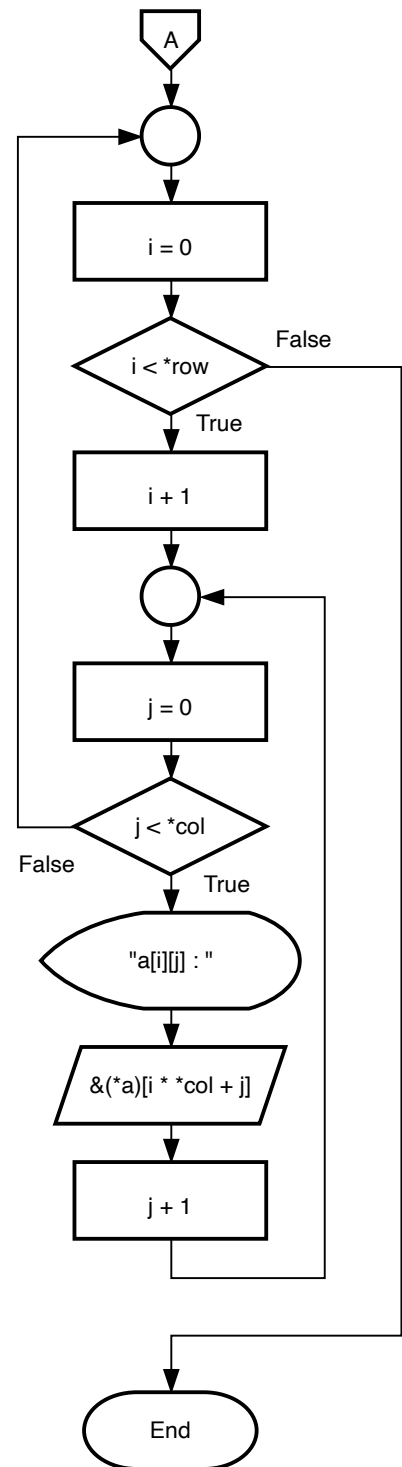 A
i = 0
i < *row
False
True
i + 1
j = 0
j < *col
False
True
"a[i][j] : "
&(*a)[i * *col + j]
j + 1
End